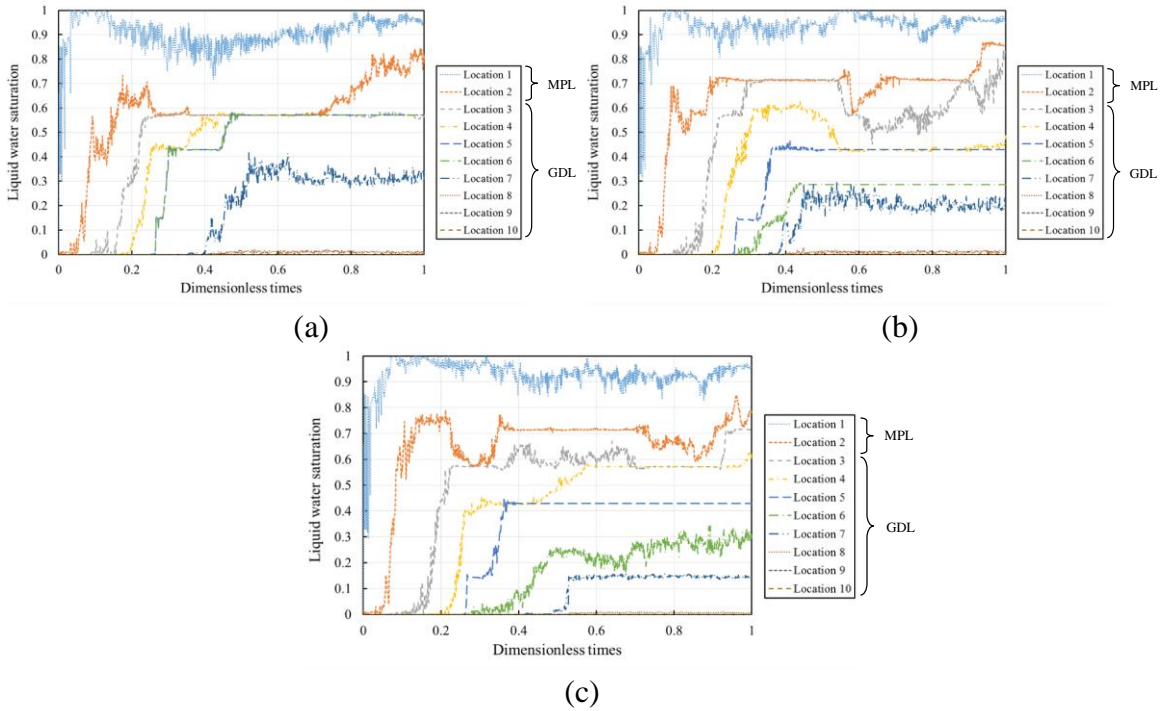 1
0.9
0.8
0.7
0.6
0.5
0.4
0.3
0.2
0.1
0
Liquid water saturation
0 0.2 0.4 0.6 0.8 1
Dimensionless times
Location 1
Location 2
Location 3
Location 4
Location 5
Location 6
Location 7
Location 8
Location 9
Location 10
MPL
GDL
(a)
1
0.9
0.8
0.7
0.6
0.5
0.4
0.3
0.2
0.1
0
Liquid water saturation
0 0.2 0.4 0.6 0.8 1
Dimensionless times
Location 1
Location 2
Location 3
Location 4
Location 5
Location 6
Location 7
Location 8
Location 9
Location 10
MPL
GDL
(b)
1
0.9
0.8
0.7
0.6
0.5
0.4
0.3
0.2
0.1
0
Liquid water saturation
0 0.2 0.4 0.6 0.8 1
Dimensionless times
Location 1
Location 2
Location 3
Location 4
Location 5
Location 6
Location 7
Location 8
Location 9
Location 10
MPL
GDL
(c)